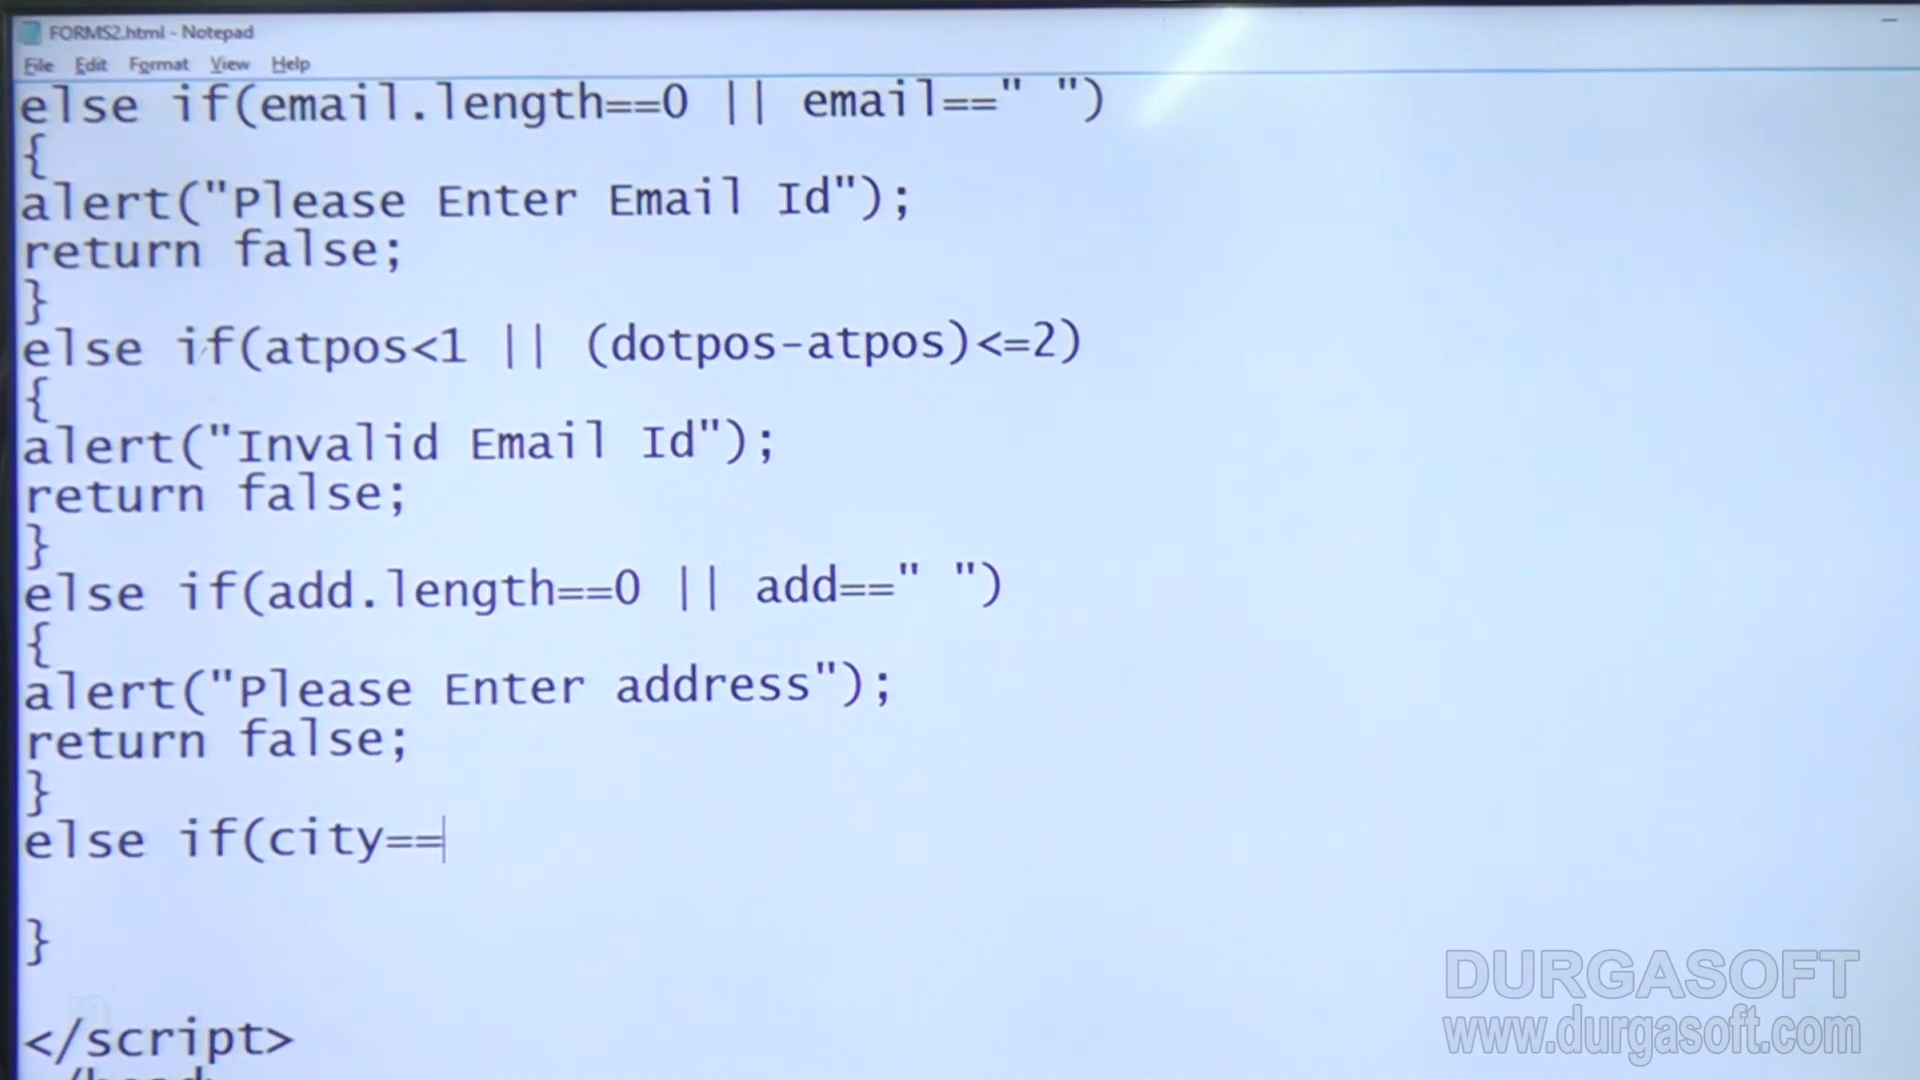 FORMS2.html - Notepad
File Edit Format View Help
else if(email.length==0 || email==" ")
{
alert("Please Enter Email Id");
return false;
}
else if(atpos<1 || (dotpos-atpos)<=2)
{
alert("Invalid Email Id");
return false;
}
else if(add.length==0 || add==" ")
{
alert("Please Enter address");
return false;
}
else if(city==
}
</script>
DURGASOFT
www.durgasoft.com